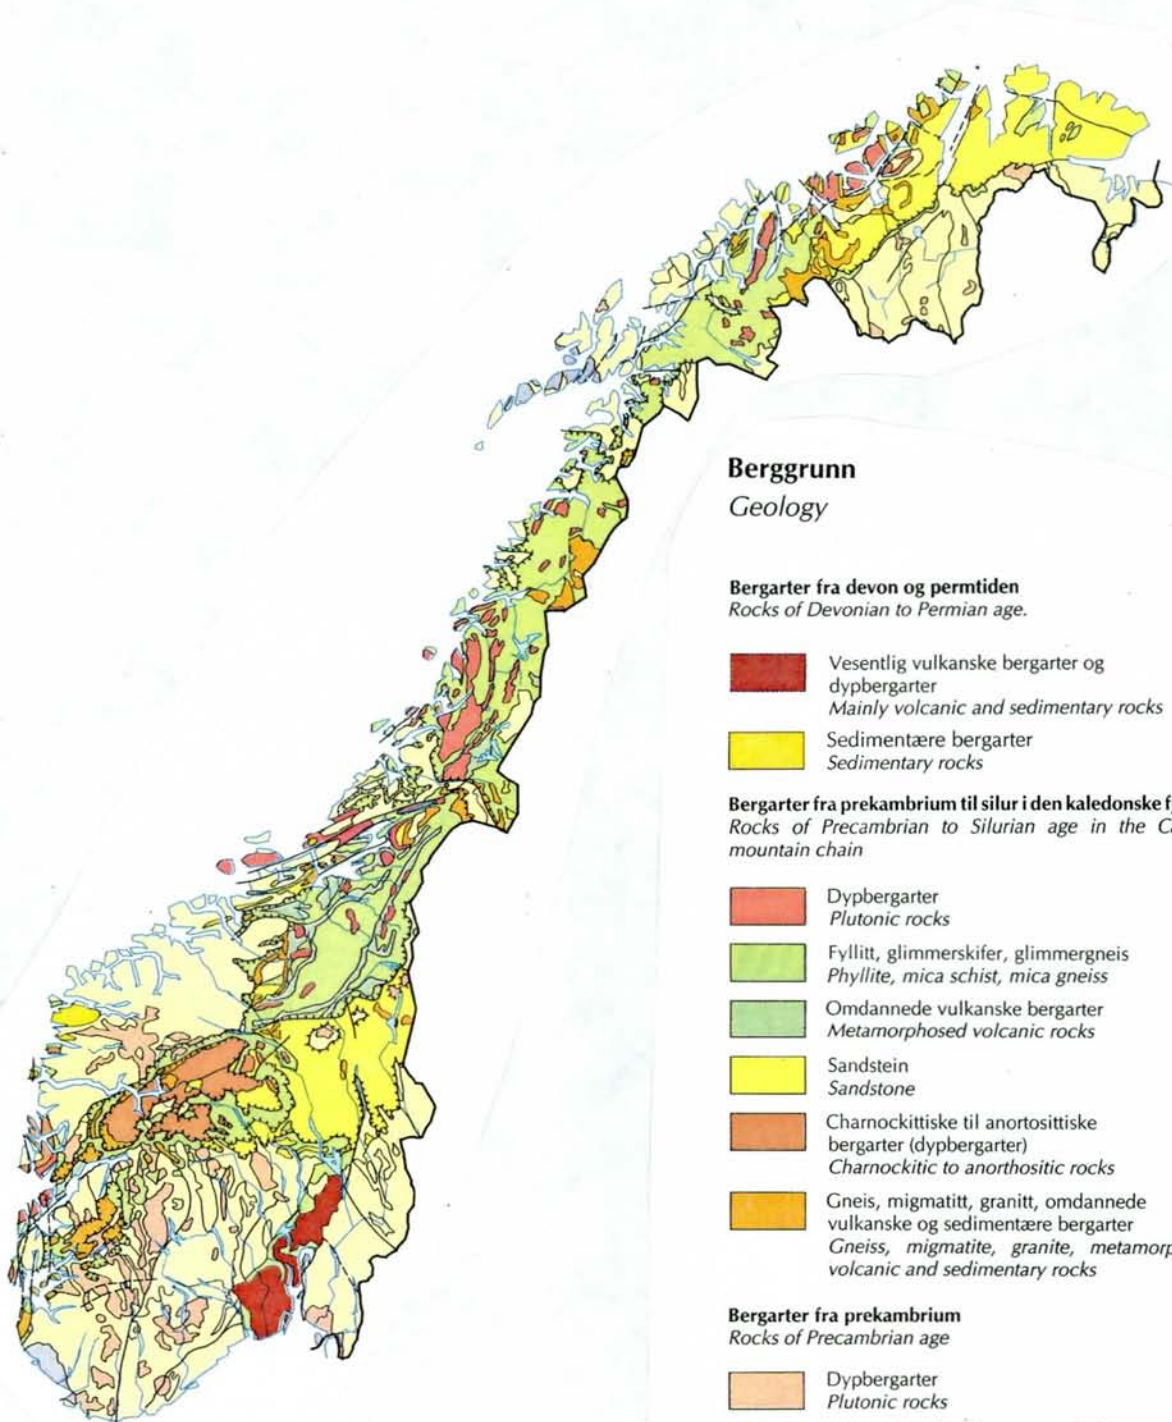 Berggrunn
Geology
Bergarter fra devon og permtiden
Rocks of Devonian to Permian age.
Vesentlig vulkanske bergarter og
dypbergarter
Mainly volcanic and sedimentary rocks
Sedimentære bergarter
Sedimentary rocks
Bergarter fra prekambrium til silur i den kaledonske
Rocks of Precambrian to Silurian age in the
mountain chain
Dypbergarter
Plutonic rocks
Fyllitt, glimmerskifer, glimmergneis
Phyllite, mica schist, mica gneiss
Omdannede vulkanske bergarter
Metamorphosed volcanic rocks
Sandstein
Sandstone
Charnockittiske til anortosittiske
bergarter (dypbergarter)
Charnockitic to anorthositic rocks
Gneis, migmatitt, granitt, omdannede
vulkanske og sedimentære bergarter
Gneiss, migmatite, granite, metamorp
volcanic and sedimentary rocks
Bergarter fra prekambrium
Rocks of Precambrian age
Dypbergarter
Plutonic rocks